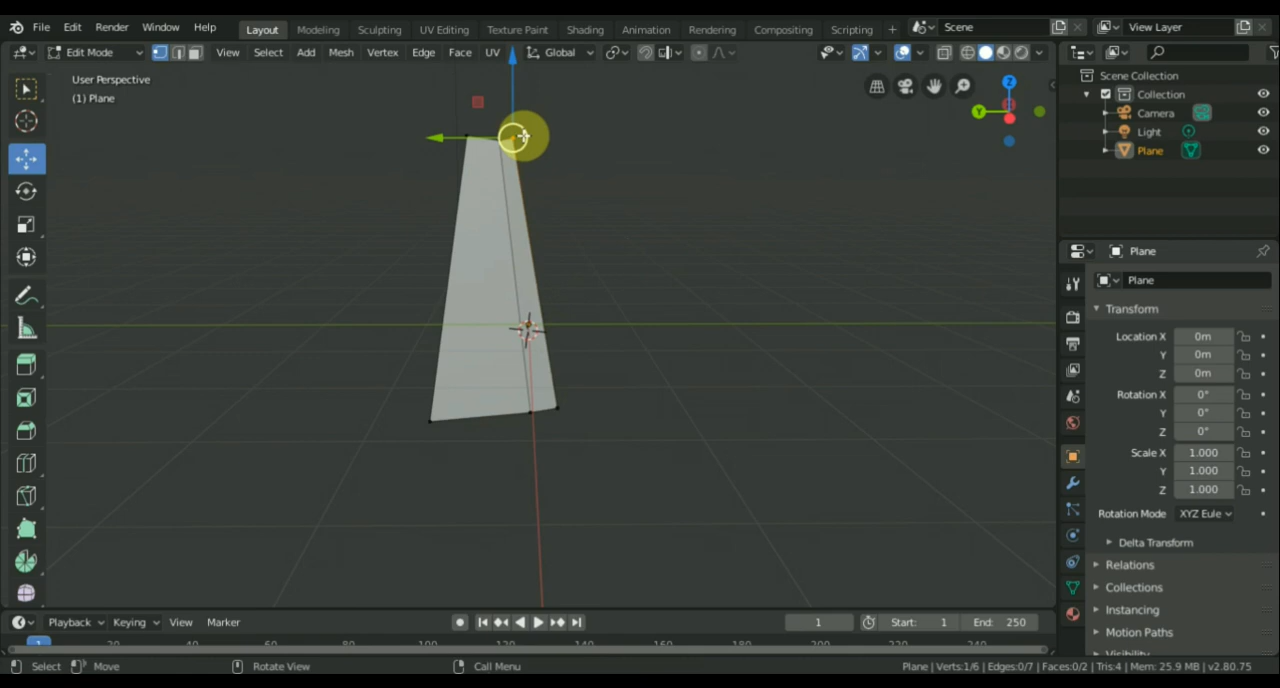 File Edit Render Window Help Layout Modeling Sculpting UV Editing Texture Paint Shading Animation Rendering Compositing Scripting + Scene View Layer
Edit Mode View Select Add Mesh Vertex Edge Face UV Global
User Perspective
(1) Plane
Z
Y
Scene Collection
Collection
Camera
Light
Plane
Plane
Plane
Transform
Location X 0m
Y 0m
Z 0m
Rotation X 0°
Y 0°
Z 0°
Scale X 1.000
Y 1.000
Z 1.000
Rotation Mode XYZ Eule
Delta Transform
Relations
Collections
Instancing
Motion Paths
Visibility
Playback Keying View Marker 1 Start: 1 End: 250
1 20 40 60 80 100 120 140 160 180 200 220 240
Select Move Rotate View Call Menu Plane | Verts:1/6 | Edges:0/7 | Faces:0/2 | Tris:4 | Mem: 25.9 MB | v2.80.75